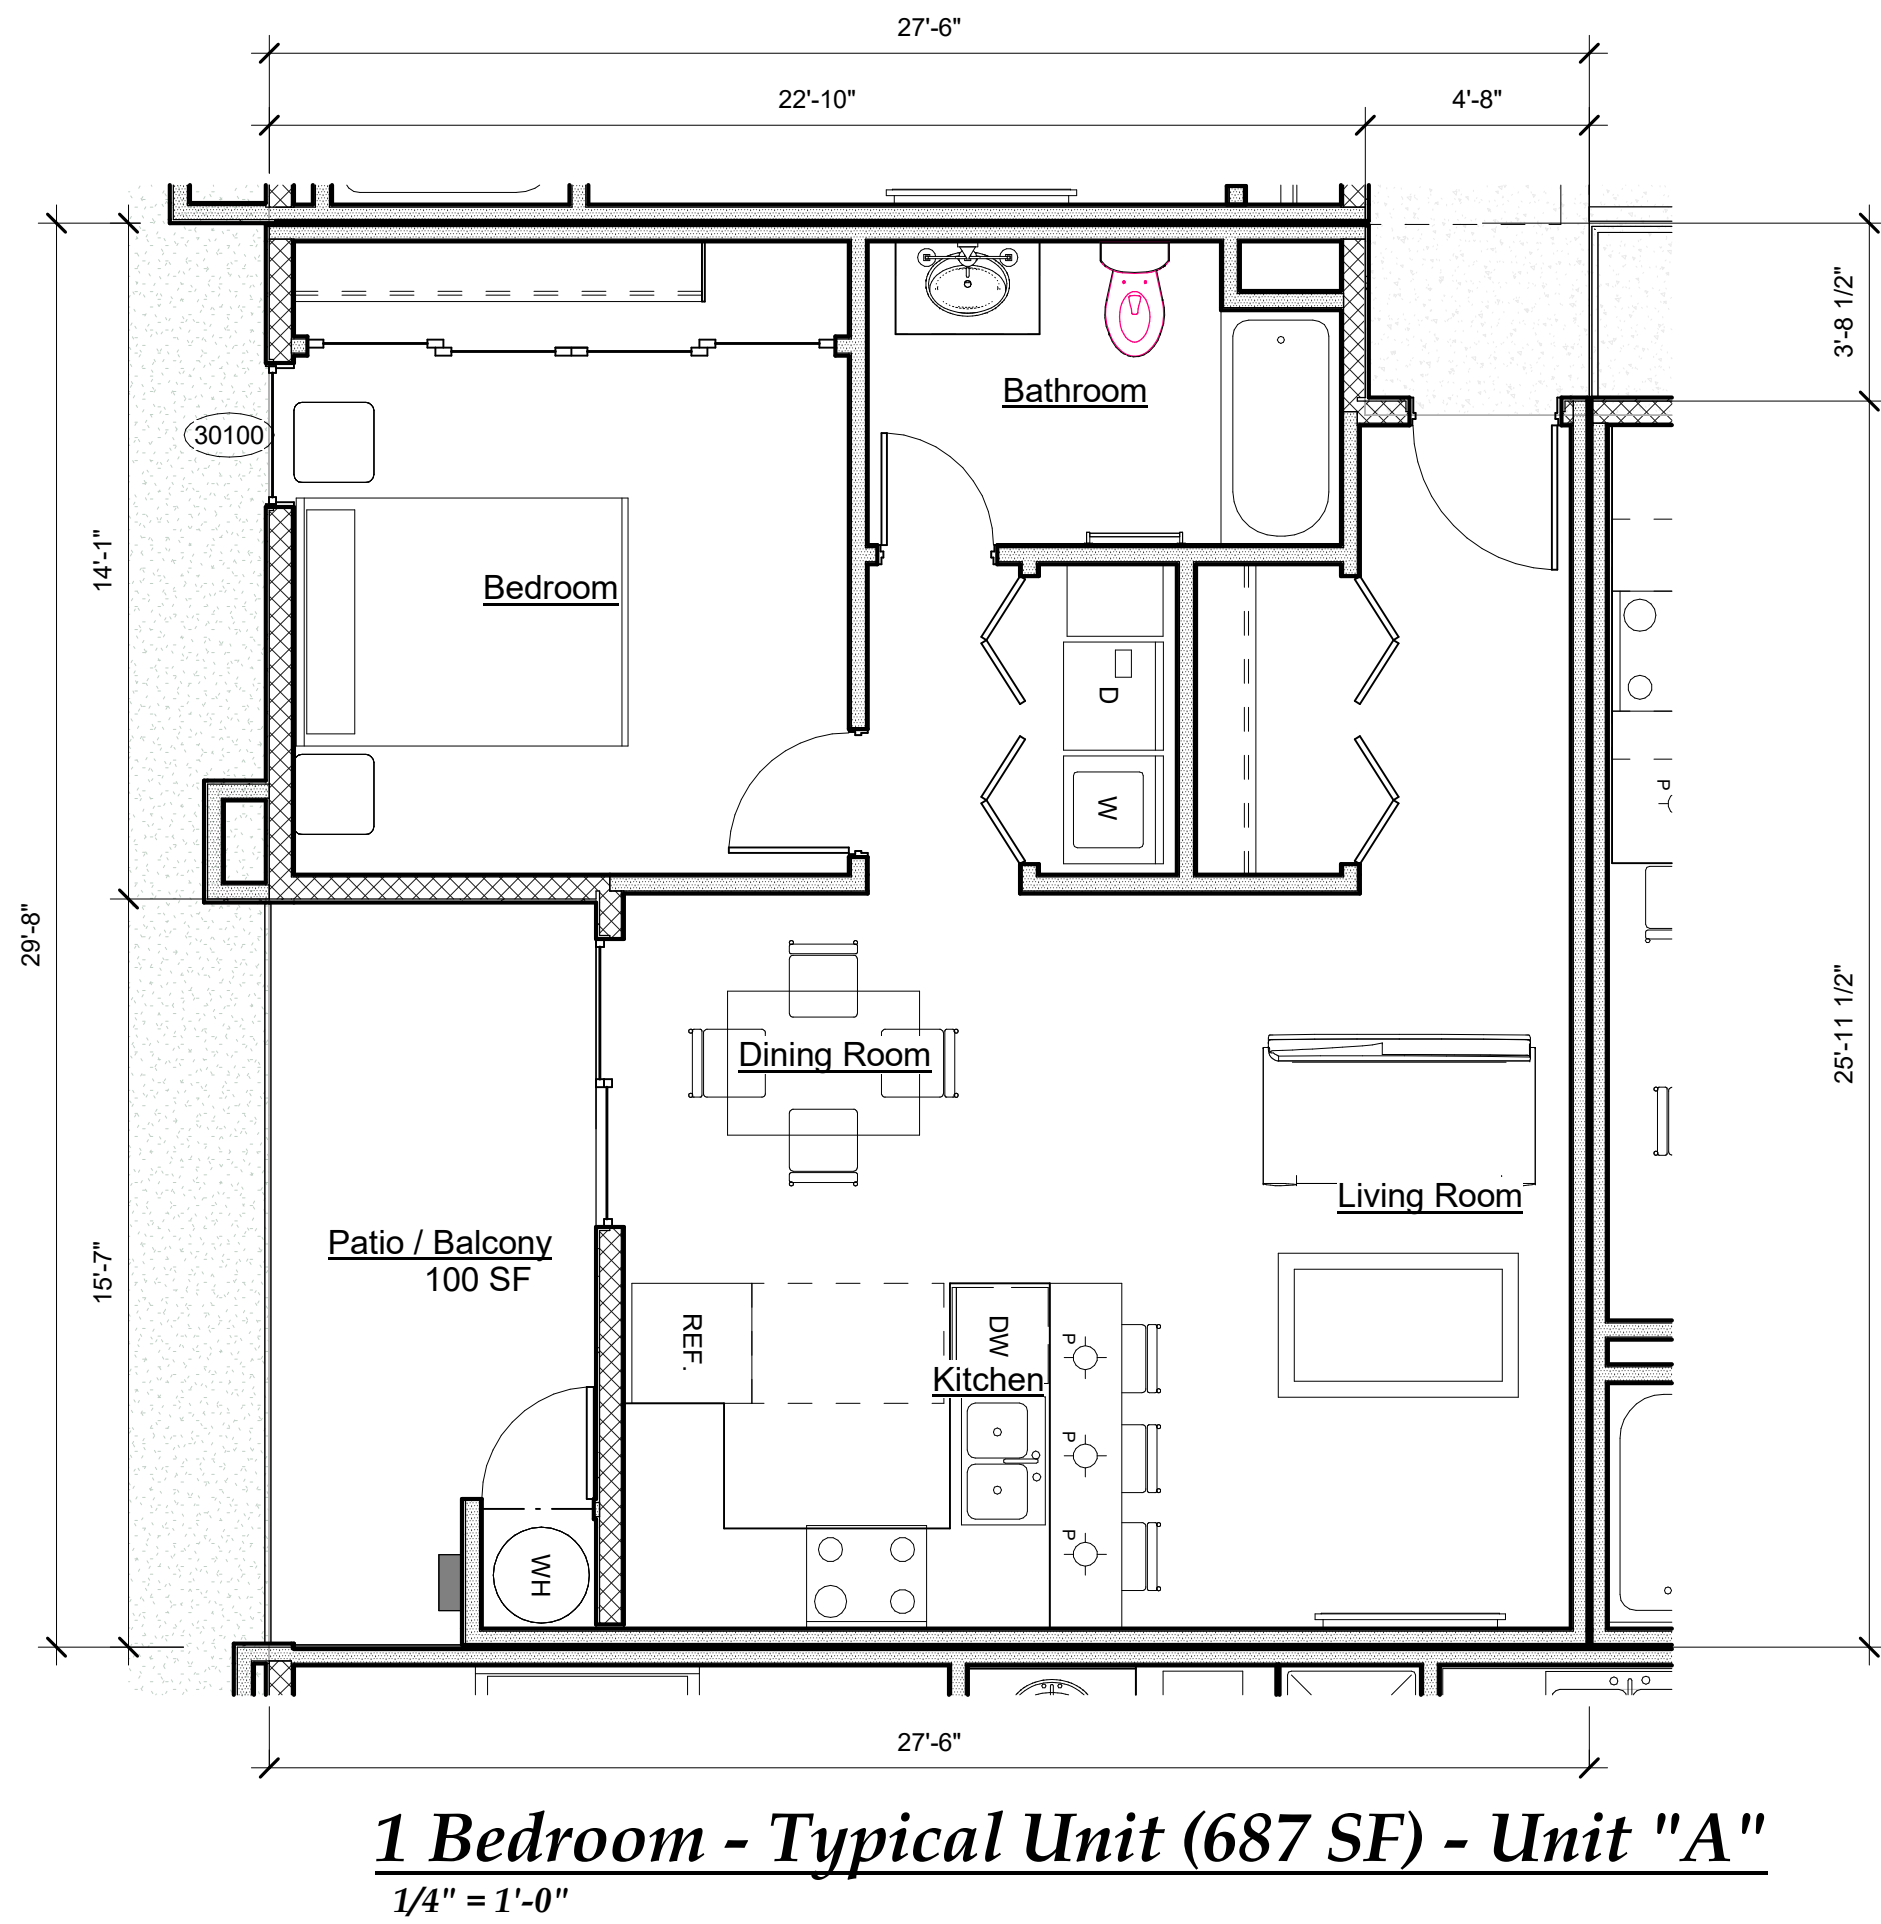 27'-6"
22'-10"
4'-8"
3'-8 1/2"
Bathroom
30100
14'-1"
Bedroom
D
W
P
29'-8"
25'-11 1/2"
Dining Room
Living Room
Patio / Balcony
100 SF
15'-7"
REF.
DW
P
Kitchen
P
P
WH
27'-6"
1 Bedroom - Typical Unit (687 SF) - Unit "A"
1/4" = 1'-0"